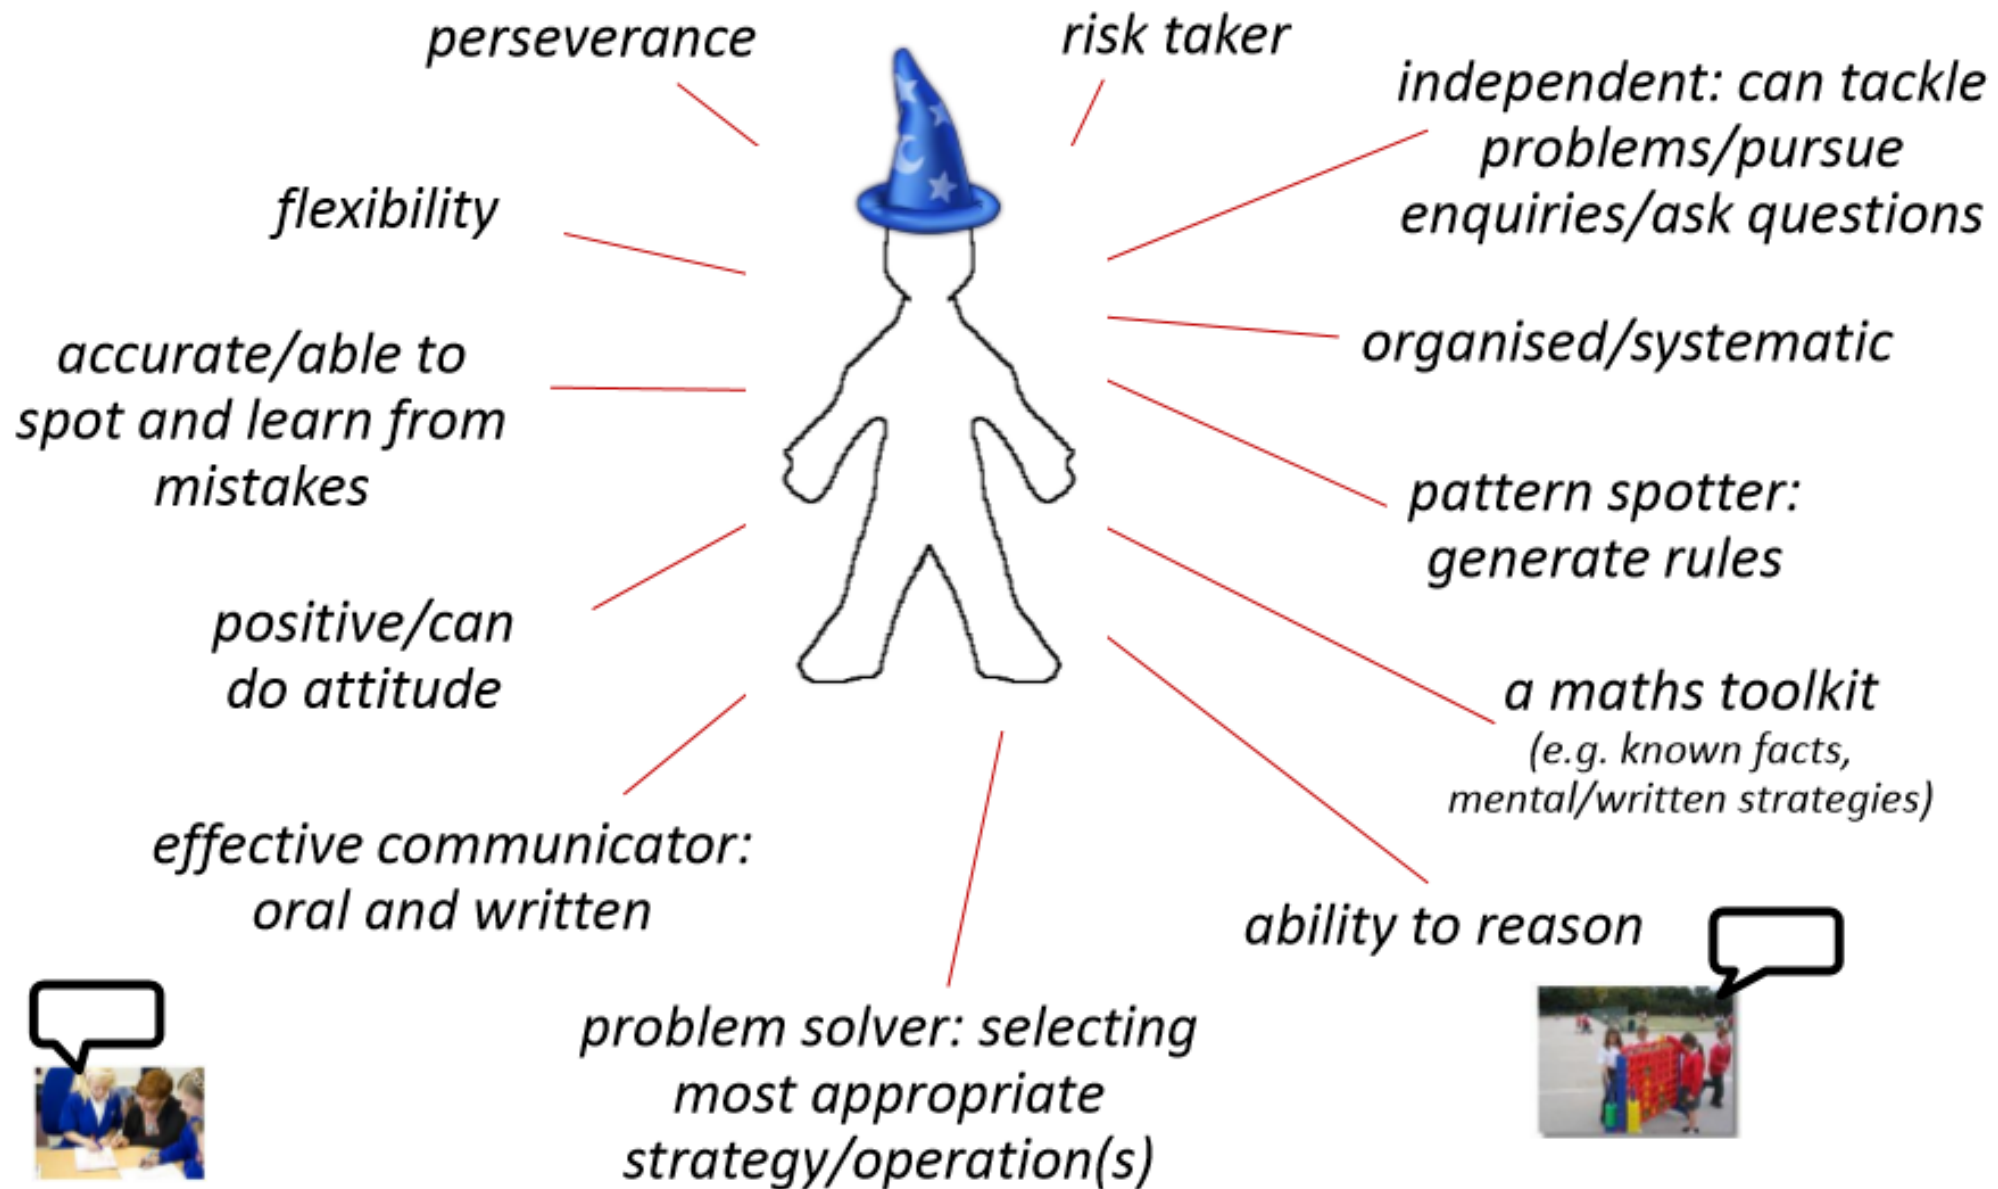 perseverance
risk taker
independent: can tackle
problems/pursue
enquiries/ask questions
flexibility
organised/systematic
accurate/able to
spot and learn from
mistakes
pattern spotter:
generate rules
positive/can
do attitude
a maths toolkit
(e.g. known facts,
mental/written strategies)
effective communicator:
oral and written
ability to reason
problem solver: selecting
most appropriate
strategy/operation(s)